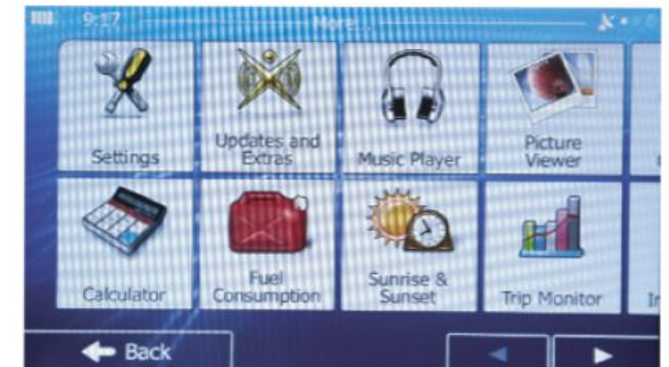 9:17
More...
Settings
Updates and
Extras
Music Player
Picture
Viewer
Calculator
Fuel
Consumption
Sunrise &
Sunset
Trip Monitor
Back